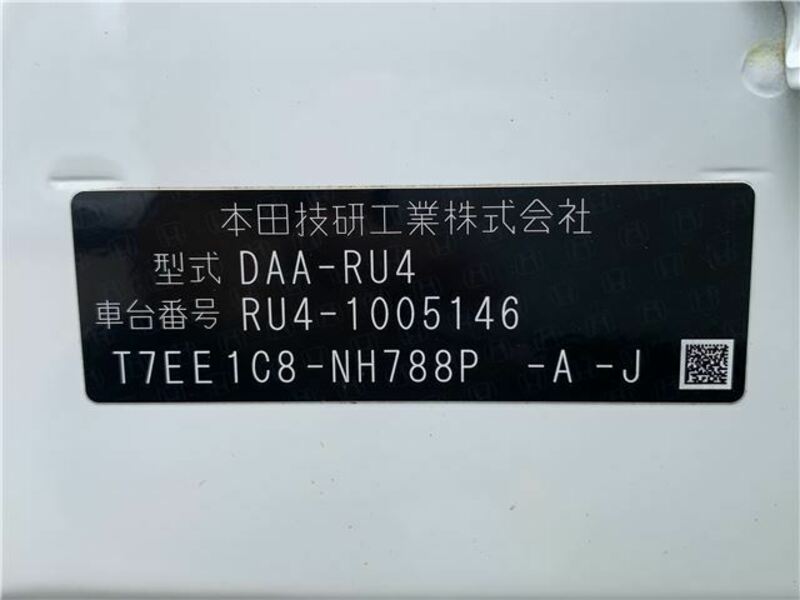 本田技研工業株式会社
型式 DAA-RU4
車台番号 RU4-1005146
T7EE1C8-NH788P -A-J